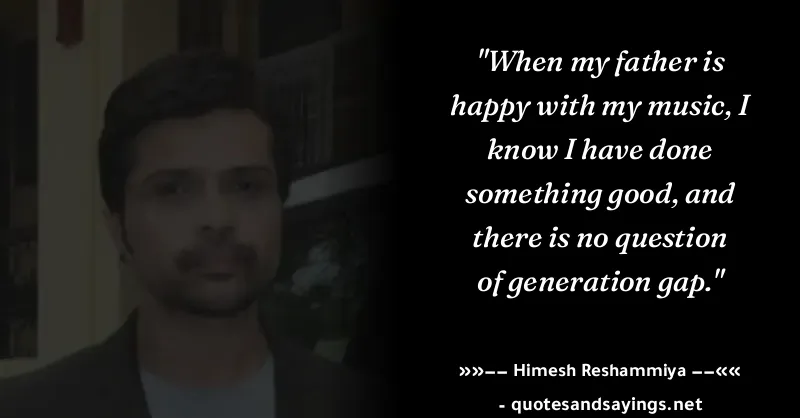 "When my father is
happy with my music, I
know I have done
something good, and
there is no question
of generation gap."
»»−− Himesh Reshammiya −−««
- quotesandsayings.net